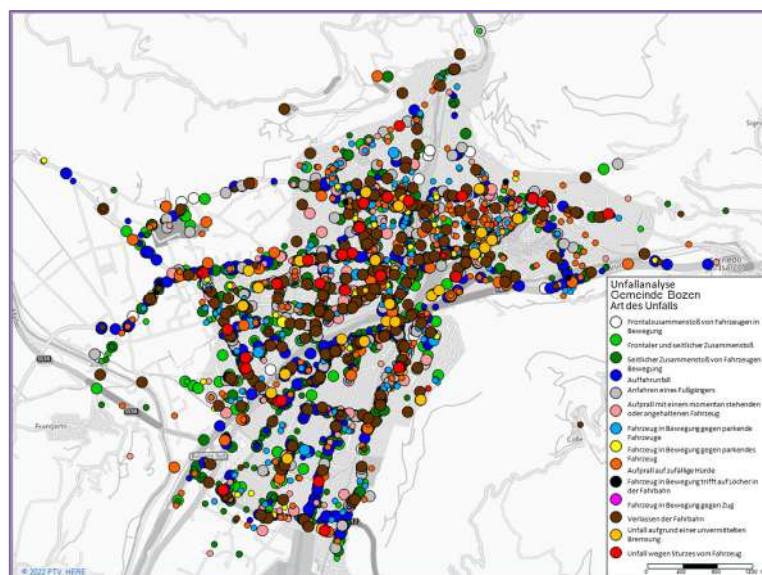 Unfallanalyse
Gemeinde Bozen
Art des Unfalls
Frontalzusammenstoß von Fahrzeugen in
Bewegung
Frontaler und seitlicher Zusammenstoß
Seitlicher Zusammenstoß von Fahrzeugen
Bewegung
Auffahrunfall
Anfahren eines Fußgängers
Aufprall mit einem momentan stehenden
oder angehaltenen Fahrzeug
Fahrzeug in Bewegung gegen parkende
Fahrzeuge
Fahrzeug in Bewegung gegen parkendes
Fahrzeug
Aufprall auf zufällige Hürde
Fahrzeug in Bewegung trifft auf Löcher in
der Fahrbahn
Fahrzeug in Bewegung gegen Zug
Verlassen der Fahrbahn
Unfall aufgrund einer unvermittelten
Bremsung
Unfall wegen Sturzes vom Fahrzeug
Colle
© 2022 PTV, HERE